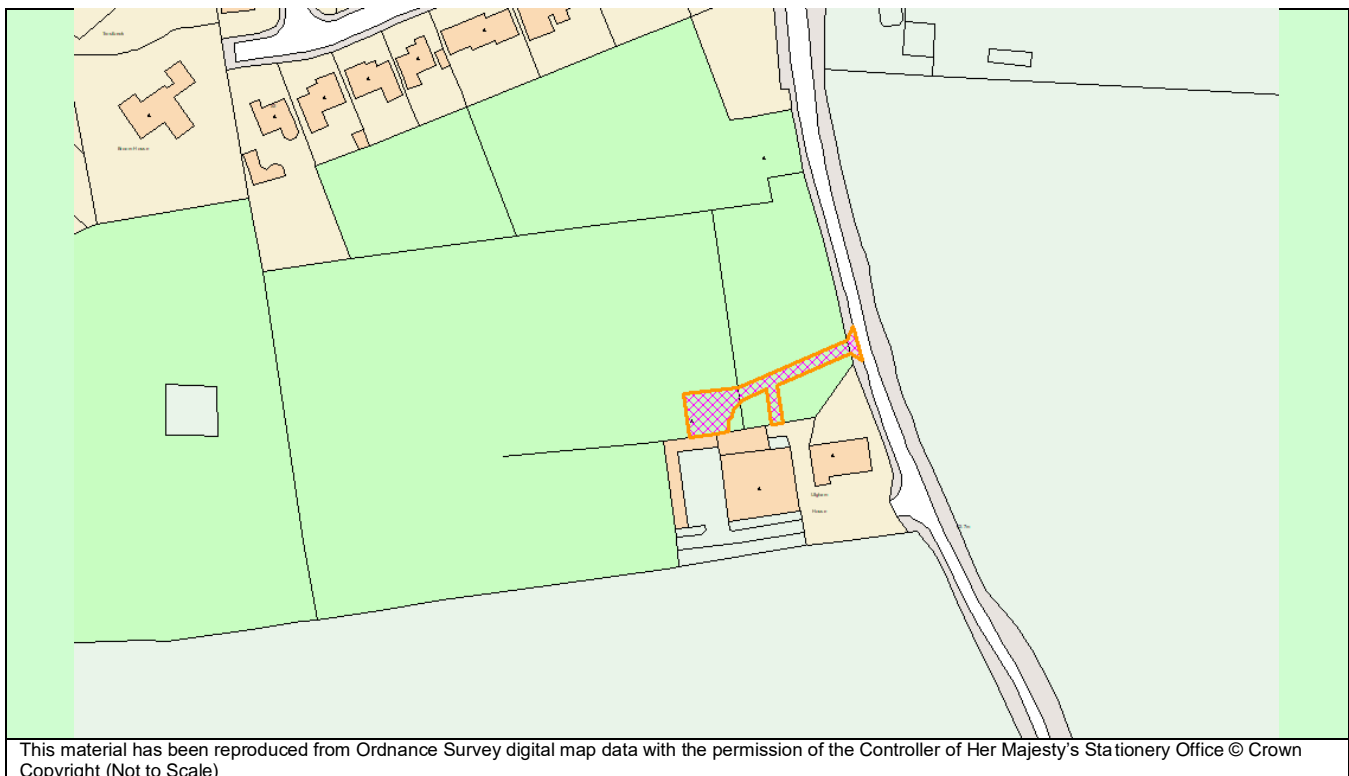 House
This material has been reproduced from Ordnance Survey digital map data with the permission of the Controller of Her Majesty's Stationery Office © Crown
Copyright (Not to Scale)